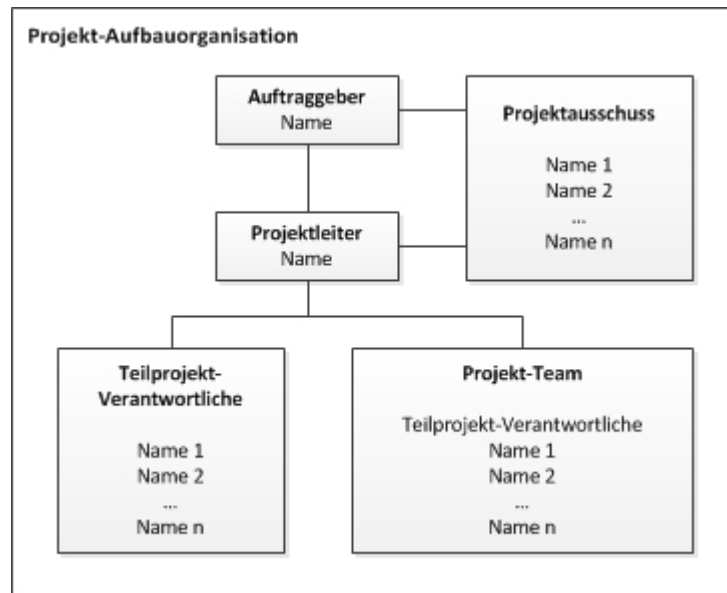 Projekt-Aufbauorganisation
Auftraggeber
Name
Projektausschuss
Name 1
Name 2
...
Name n
Projektleiter
Name
Teilprojekt-
Verantwortliche
Name 1
Name 2
...
Name n
Projekt-Team
Teilprojekt-Verantwortliche
Name 1
Name 2
...
Name n